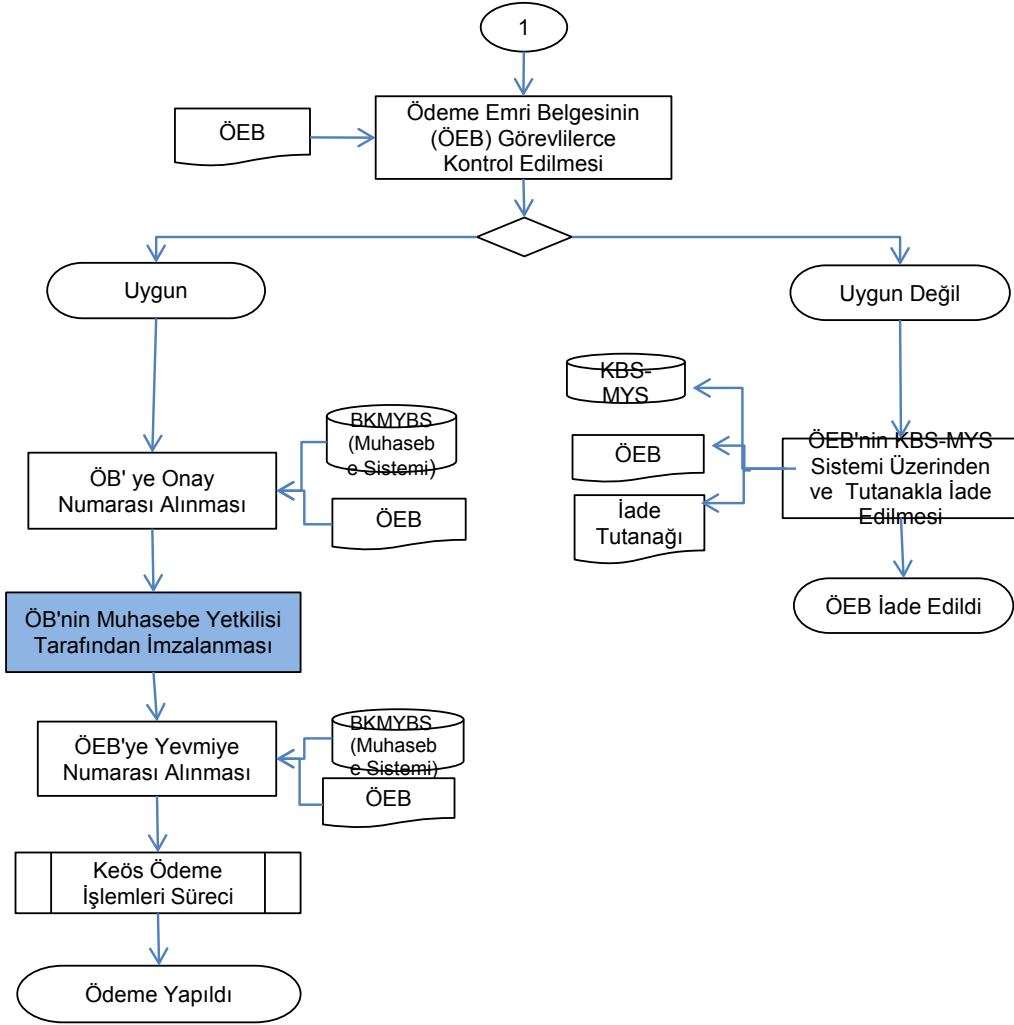 1
ÖEB
Ödeme Emri Belgesinin
(ÖEB) Görevlilerce
Kontrol Edilmesi
Uygun
Uygun Değil
KBS-
MYS
ÖEB
İade
Tutanağı
ÖEB'nin KBS-MYS
Sistemi Üzerinden
ve Tutanakla İade
Edilmesi
ÖEB İade Edildi
BKMYBS
(Muhaseb
e Sistemi)
ÖEB
ÖB' ye Onay
Numarası Alınması
ÖB'nin Muhasebe Yetkilisi
Tarafından İmzalanması
ÖEB'ye Yevmiye
Numarası Alınması
BKMYBS
(Muhaseb
e Sistemi)
ÖEB
Keös Ödeme
İşlemleri Süreci
Ödeme Yapıldı